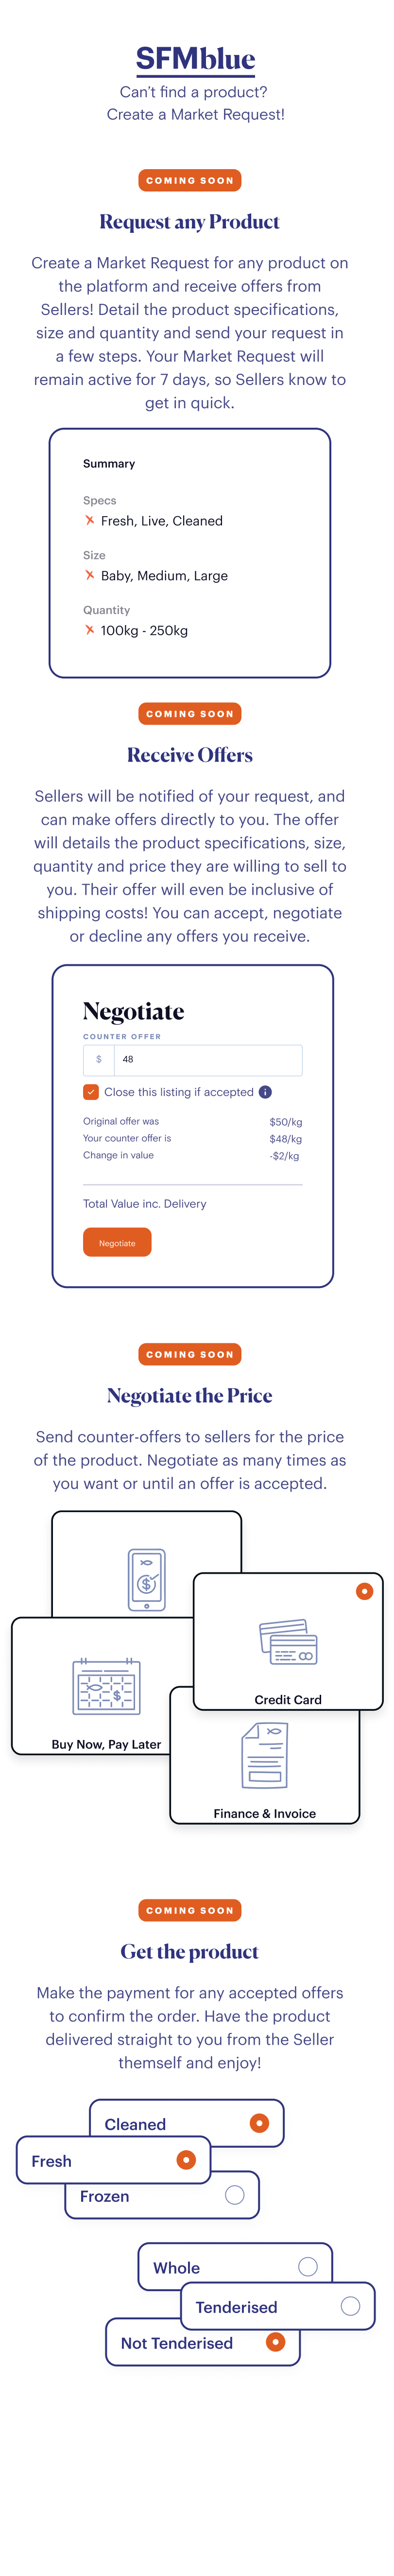 SFMblue
Can't find a product?
Create a Market Request!
COMING SOON
Request any Product
Create a Market Request for any product on
the platform and receive offers from
Sellers! Detail the product specifications,
size and quantity and send your request in
a few steps. Your Market Request will
remain active for 7 days, so Sellers know to
get in quick.
Summary
Specs
Fresh, Live, Cleaned
Size
Baby, Medium, Large
Quantity
100kg - 250kg
COMING SOON
Receive Offers
Sellers will be notified of your request, and
can make offers directly to you. The offer
will details the product specifications, size,
quantity and price they are willing to sell to
you. Their offer will even be inclusive of
shipping costs! You can accept, negotiate
or decline any offers you receive.
Negotiate
COUNTER OFFER
$ 48
Close this listing if accepted i
Original offer was $50/kg
Your counter offer is $48/kg
Change in value -$2/kg
Total Value inc. Delivery
Negotiate
COMING SOON
Negotiate the Price
Send counter-offers to sellers for the price
of the product. Negotiate as many times as
you want or until an offer is accepted.
$
Credit Card
$
Buy Now, Pay Later
Finance & Invoice
COMING SOON
Get the product
Make the payment for any accepted offers
to confirm the order. Have the product
delivered straight to you from the Seller
themself and enjoy!
Cleaned
Fresh
Frozen
Whole
Tenderised
Not Tenderised